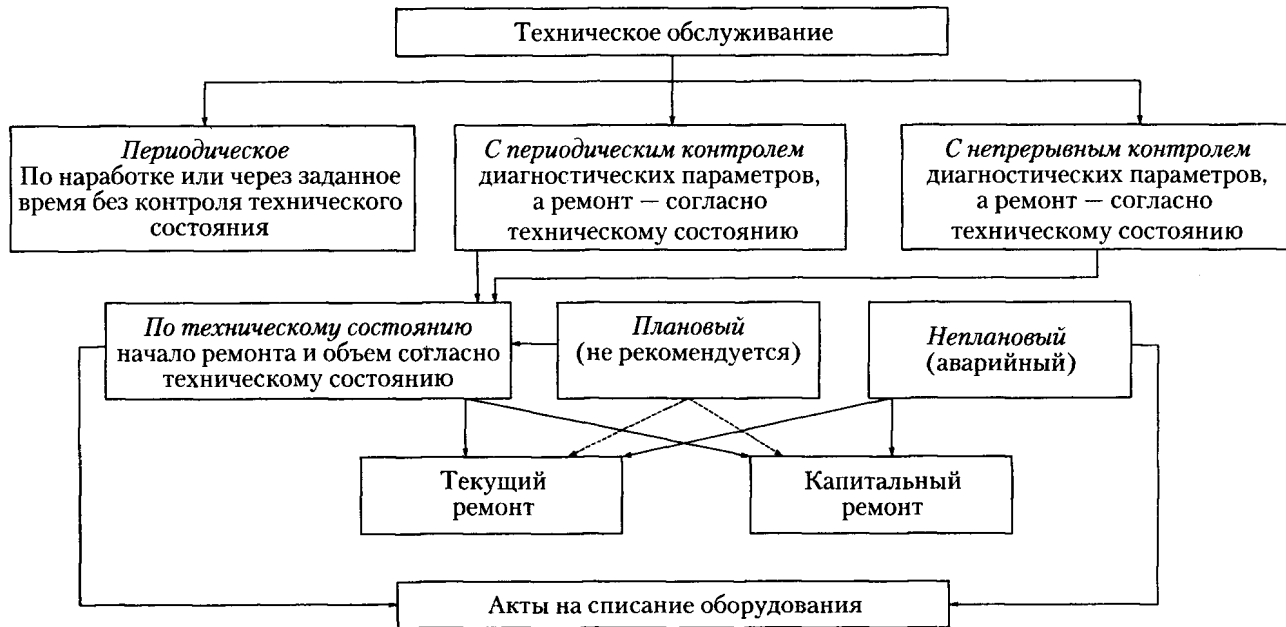 Техническое обслуживание
Периодическое
По наработке или через заданное
время без контроля технического
состояния
С периодическим контролем
диагностических параметров,
а ремонт — согласно
техническому состоянию
С непрерывным контролем
диагностических параметров,
а ремонт — согласно
техническому состоянию
По техническому состоянию
начало ремонта и объем согласно
техническому состоянию
Плановый
(не рекомендуется)
Неплановый
(аварийный)
Текущий
ремонт
Капитальный
ремонт
Акты на списание оборудования